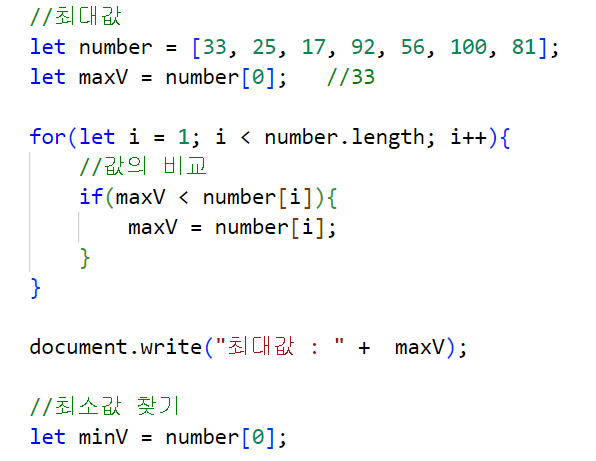 //최대값
let number = [33, 25, 17, 92, 56, 100, 81];
let maxV = number[0];   //33
for(let i = 1; i < number.length; i++){
    //값의 비교
    if(maxV < number[i]){
        maxV = number[i];
    }
}
document.write("최대값 : " +  maxV);
//최소값 찾기
let minV = number[0];